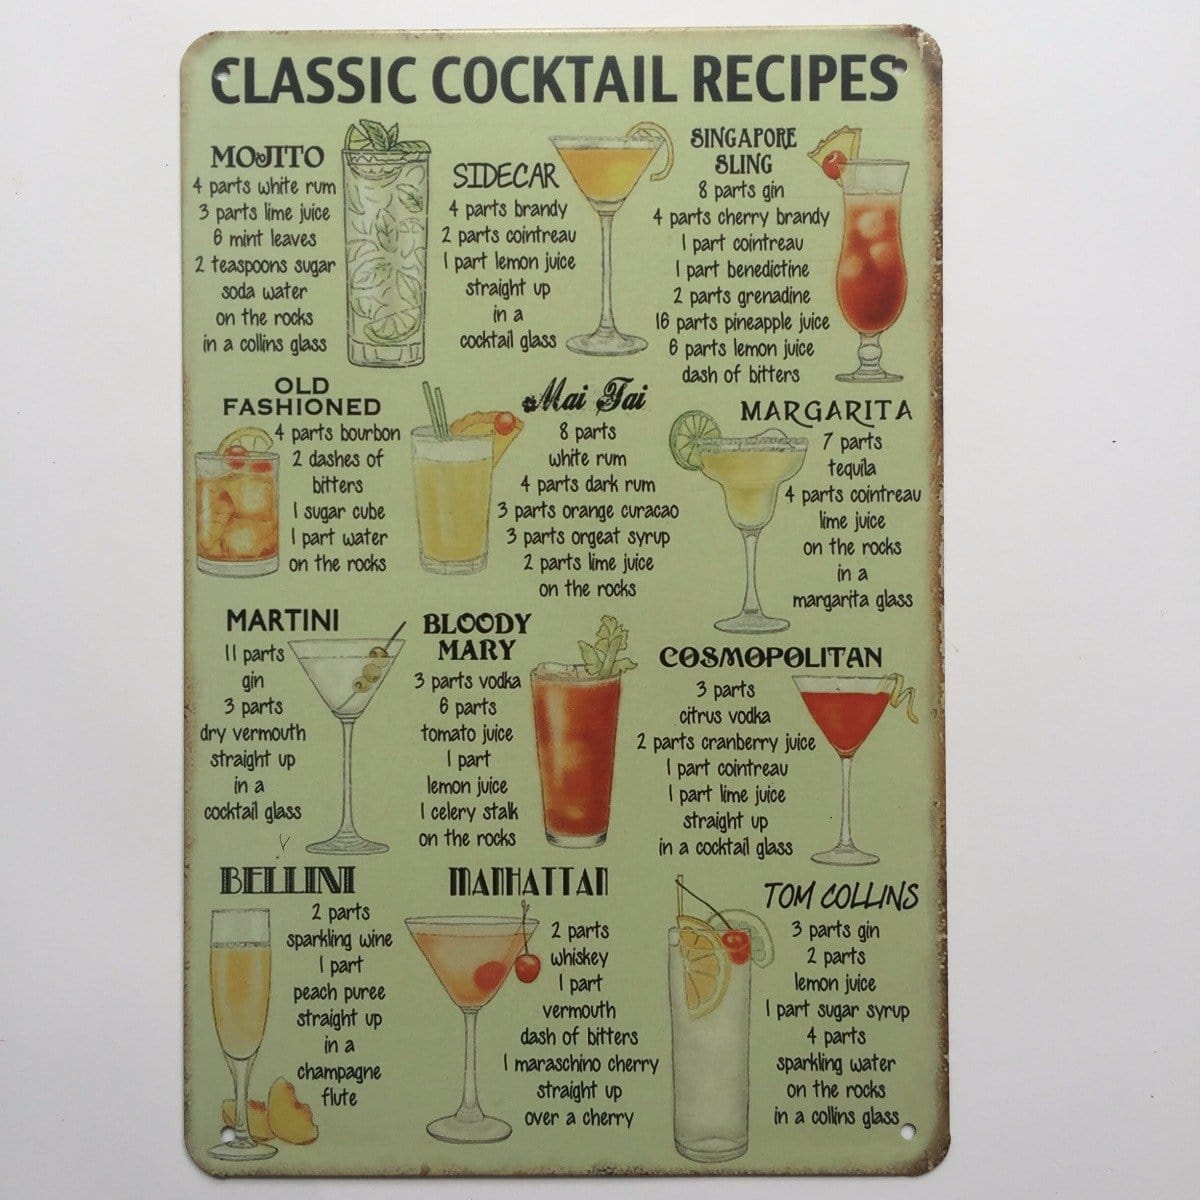 CLASSIC COCKTAIL RECIPES
MOJITO
4 parts white rum
3 parts lime juice
6 mint leaves
2 teaspoons sugar
soda water
on the rocks
in a collins glass
SIDECAR
4 parts brandy
2 parts cointreau
1 part lemon juice
straight up
in a
cocktail glass
SINGAPORE
SLING
8 parts gin
4 parts cherry brandy
1 part cointreau
1 part benedictine
2 parts grenadine
16 parts pineapple juice
6 parts lemon juice
dash of bitters
OLD
FASHIONED
4 parts bourbon
2 dashes of
bitters
1 sugar cube
1 part water
on the rocks
Mai Tai
8 parts
white rum
4 parts dark rum
3 parts orange curacao
3 parts orgeat syrup
2 parts lime juice
on the rocks
MARGARITA
7 parts
tequila
4 parts cointreau
lime juice
on the rocks
in a
margarita glass
MARTINI
11 parts
gin
3 parts
dry vermouth
straight up
in a
cocktail glass
BLOODY
MARY
3 parts vodka
6 parts
tomato juice
1 part
lemon juice
1 celery stalk
on the rocks
COSMOPOLITAN
3 parts
citrus vodka
2 parts cranberry juice
1 part cointreau
1 part lime juice
straight up
in a cocktail glass
BELLINI
2 parts
sparkling wine
1 part
peach puree
straight up
in a
champagne
flute
MANHATTAN
2 parts
whiskey
1 part
vermouth
dash of bitters
1 maraschino cherry
straight up
over a cherry
TOM COLLINS
3 parts gin
2 parts
lemon juice
1 part sugar syrup
4 parts
sparkling water
on the rocks
in a collins glass